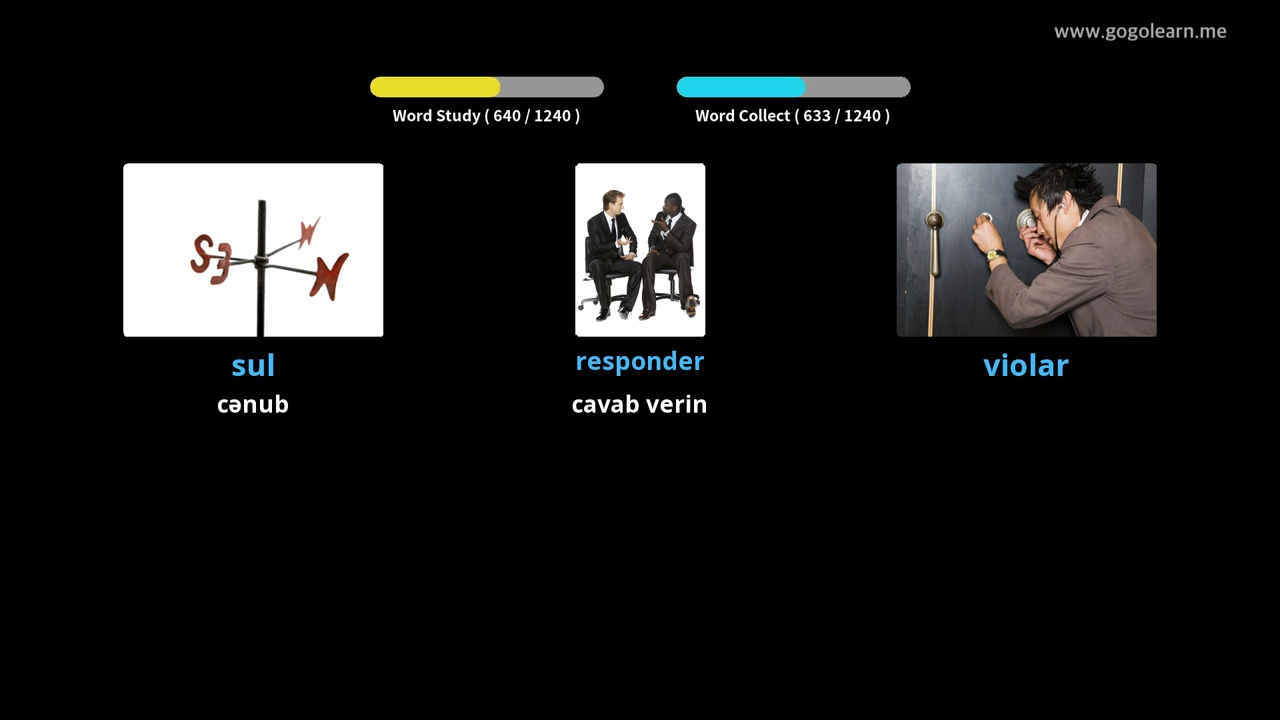 www.gogolearn.me
Word Study ( 640 / 1240 )
Word Collect ( 633 / 1240 )
S E N
sul
responder
violar
cənub
cavab verin